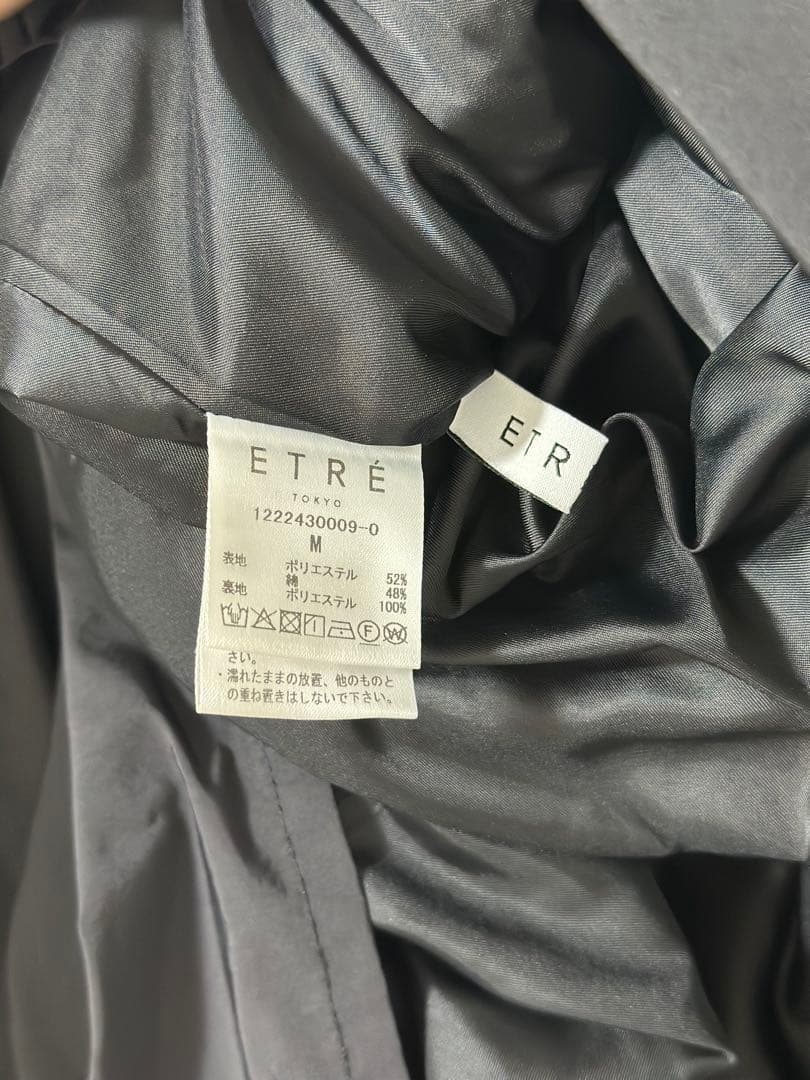 ETRÉ
TOKYO
1222430009-0
M
表地 ポリエステル 52%
綿 48%
裏地 ポリエステル 100%
さい。
・濡れたままの放置、他のものと
の重ね置きはしないで下さい。
ETR